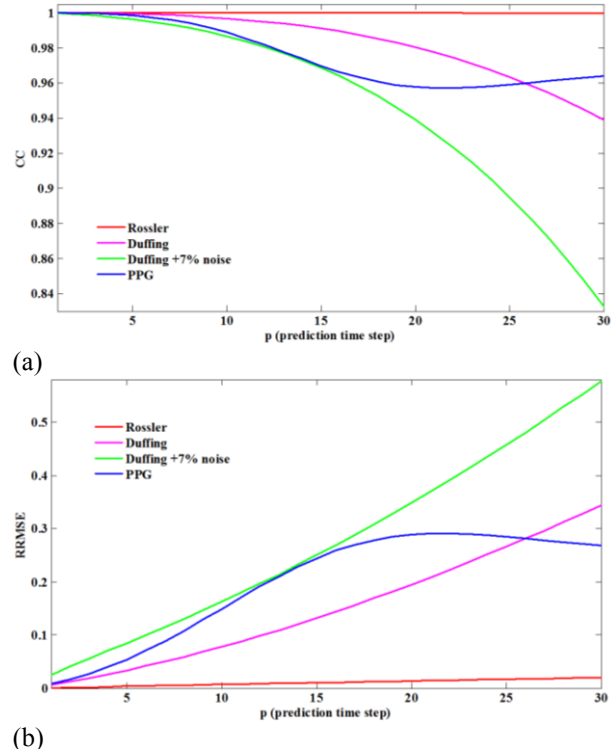 1
0.98
0.96
0.94
0.92
0.9
0.88
0.86
0.84
CC
Rossler
Duffing
Duffing +7% noise
PPG
5 10 15 20 25 30
p (prediction time step)
(a)
0.5
0.4
0.3
0.2
0.1
0
RRMSE
Rossler
Duffing
Duffing +7% noise
PPG
5 10 15 20 25 30
p (prediction time step)
(b)